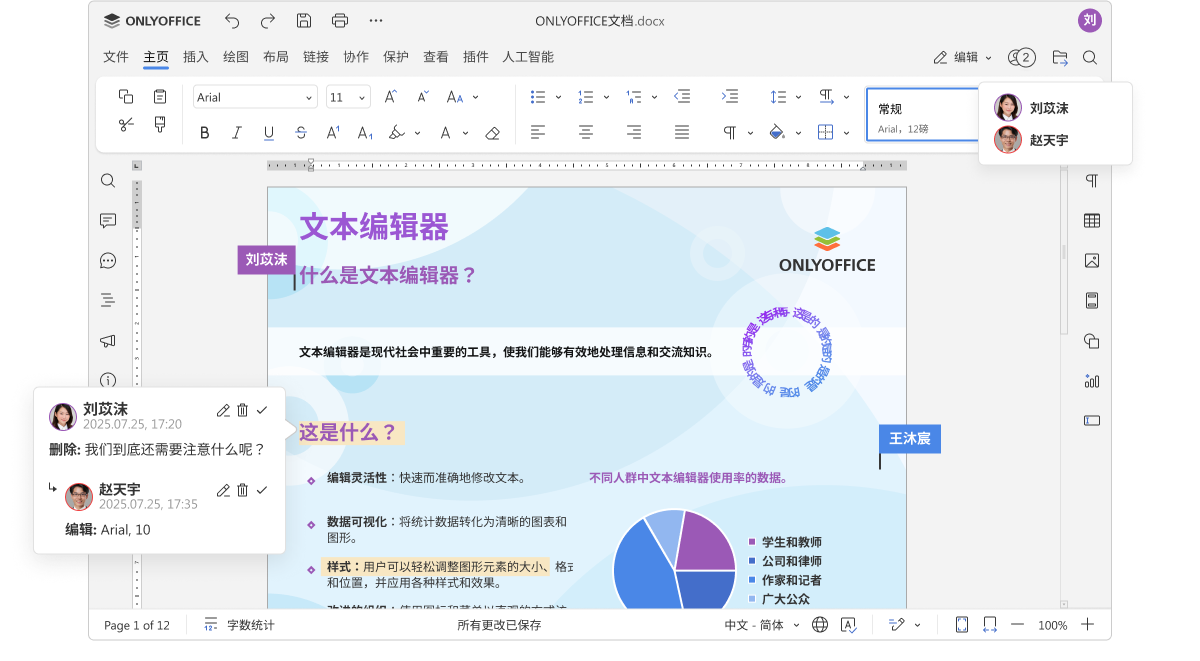 ONLYOFFICE
ONLYOFFICE文档.docx
刘
文件 主页 插入 绘图 布局 链接 协作 保护 查看 插件 人工智能
编辑
2
Arial
11
常规
Arial，12磅
刘苡沫
赵天宇
文本编辑器
刘苡沫
什么是文本编辑器？
ONLYOFFICE
文本编辑器是现代社会中重要的工具，使我们能够有效地处理信息和交流知识。
刘苡沫
2025.07.25, 17:20
删除: 我们到底还需要注意什么呢？
赵天宇
2025.07.25, 17:35
编辑: Arial, 10
这是什么？
王沐宸
编辑灵活性：快速而准确地修改文本。
数据可视化：将统计数据转化为清晰的图表和
图形。
样式：用户可以轻松调整图形元素的大小、格式
和位置，并应用各种样式和效果。
不同人群中文本编辑器使用率的数据。
学生和教师
公司和律师
作家和记者
广大公众
Page 1 of 12
字数统计
所有更改已保存
中文 - 简体
100%